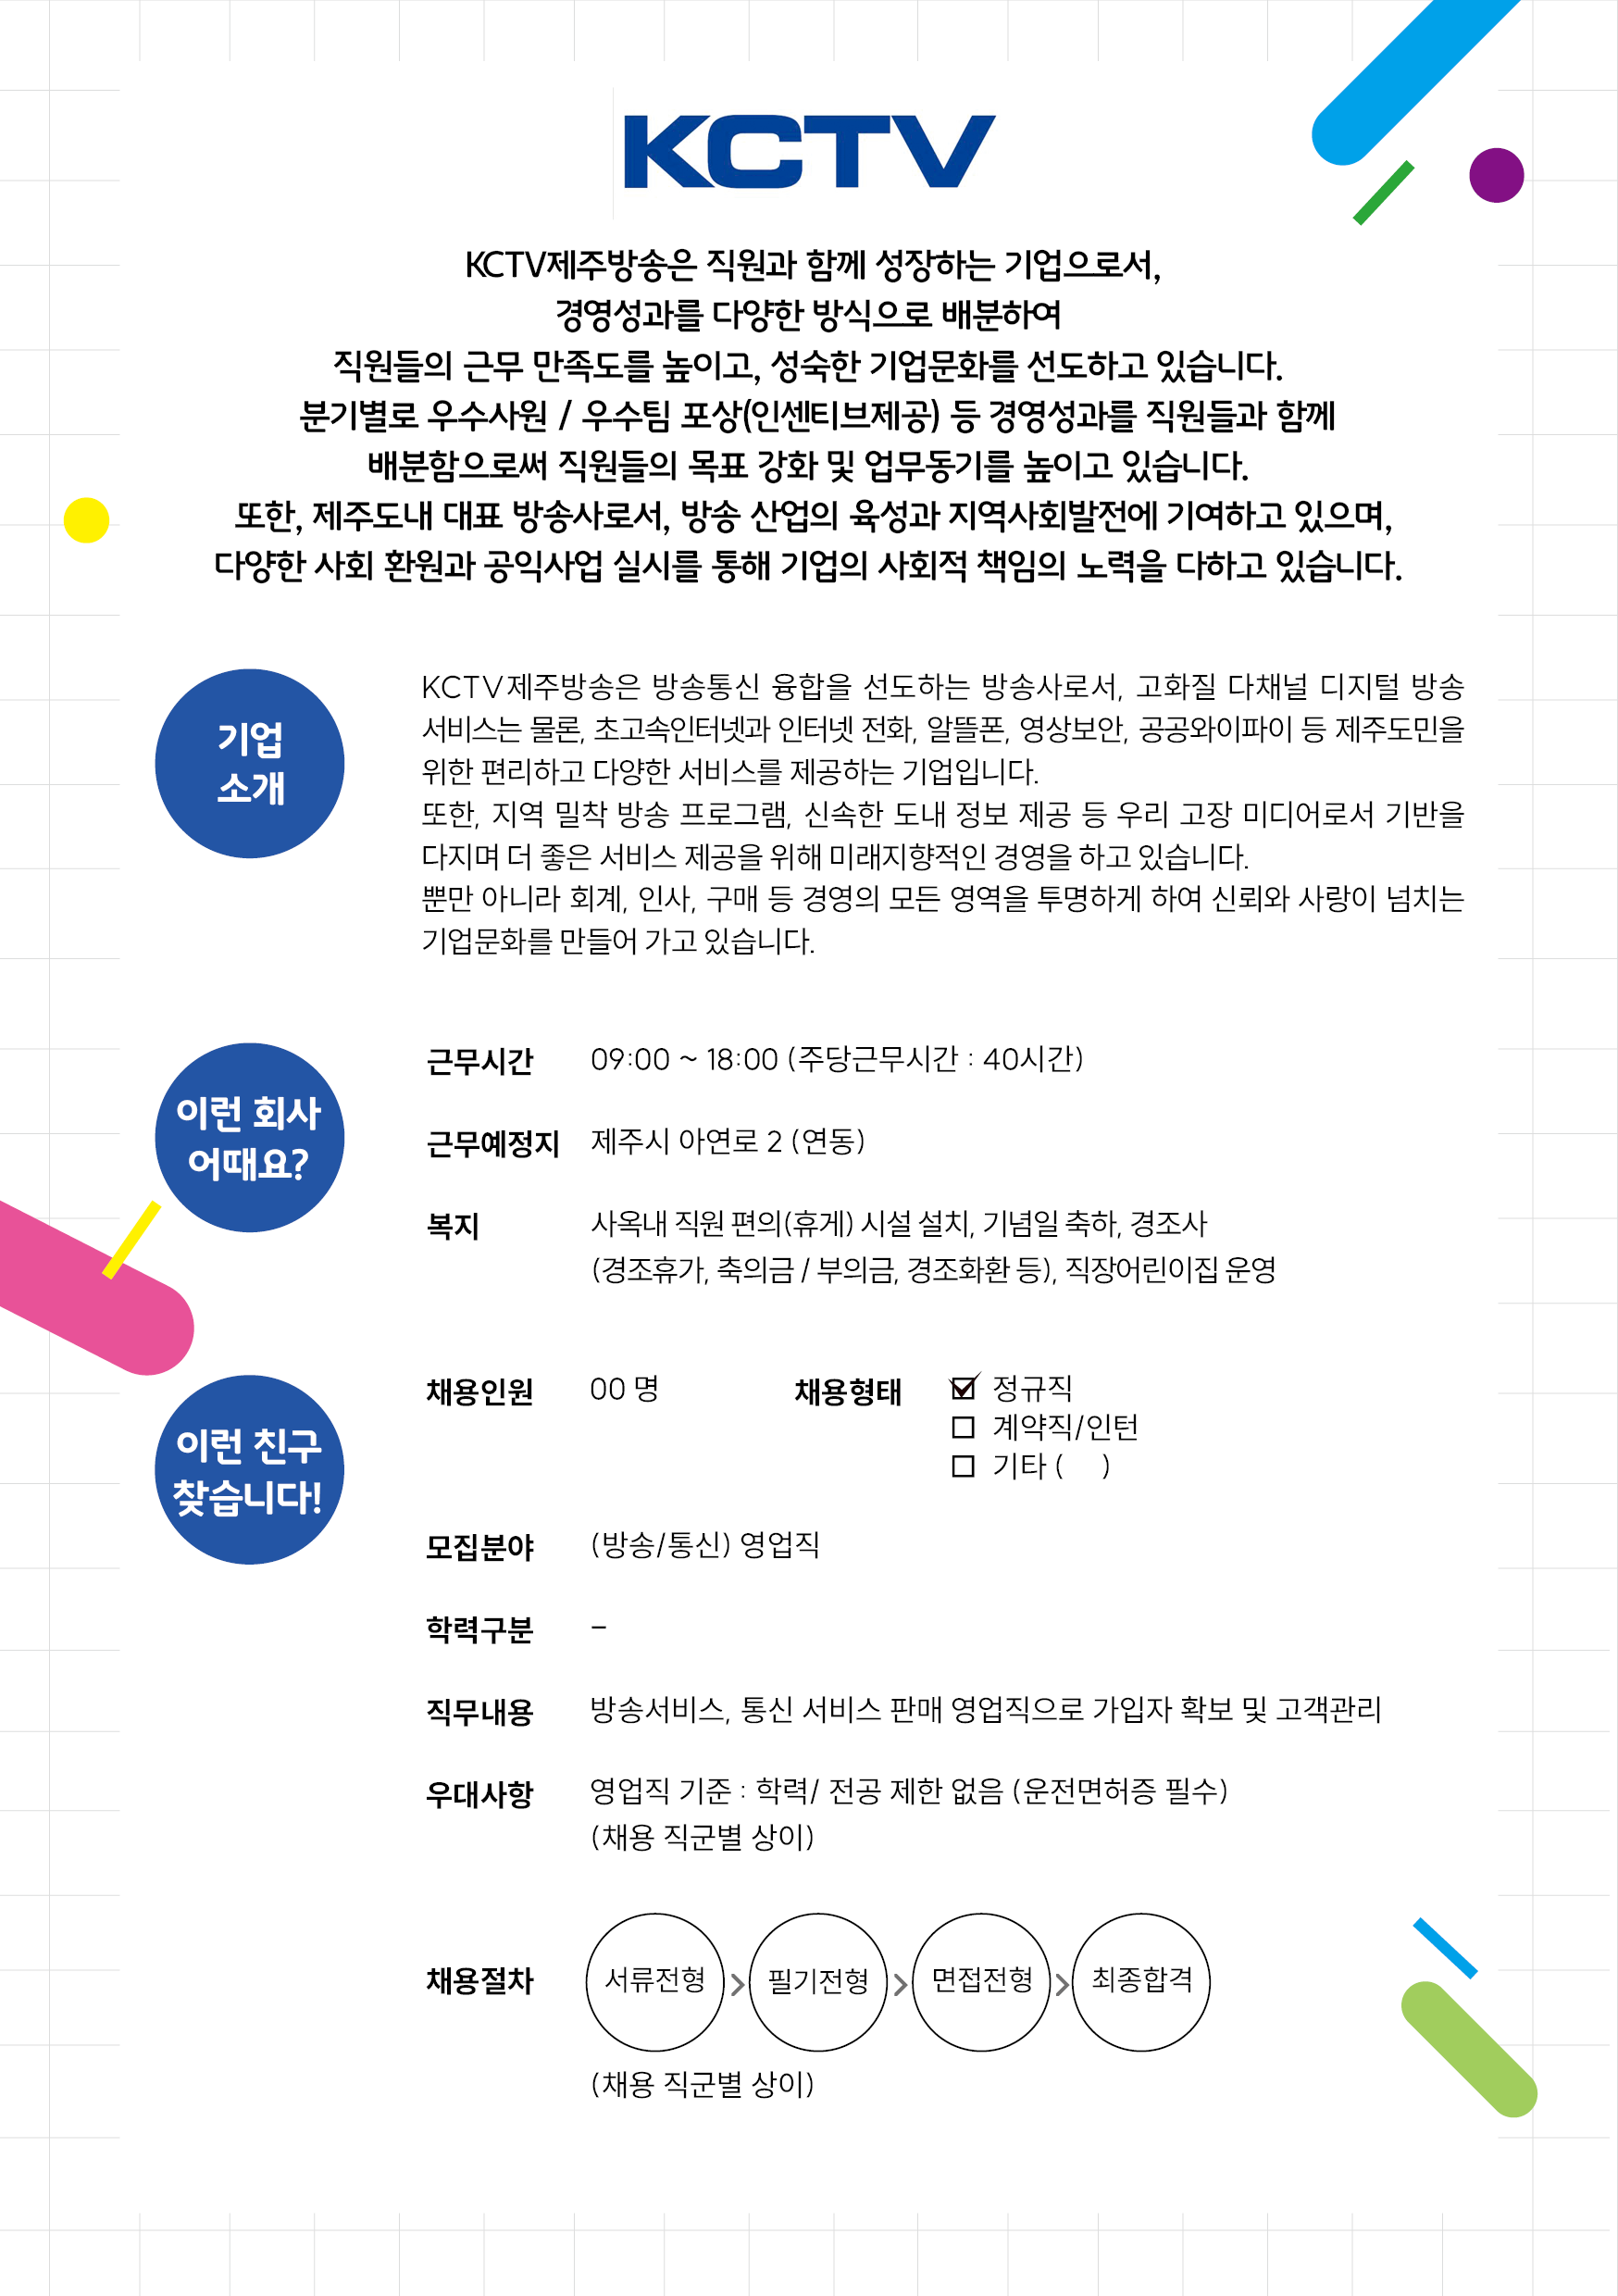 KCTV
KCTV제주방송은 직원과 함께 성장하는 기업으로서,
경영성과를 다양한 방식으로 배분하여
직원들의 근무 만족도를 높이고, 성숙한 기업문화를 선도하고 있습니다.
분기별로 우수사원 / 우수팀 포상(인센티브제공) 등 경영성과를 직원들과 함께
배분함으로써 직원들의 목표 강화 및 업무동기를 높이고 있습니다.
또한, 제주도내 대표 방송사로서, 방송 산업의 육성과 지역사회발전에 기여하고 있으며,
다양한 사회 환원과 공익사업 실시를 통해 기업의 사회적 책임의 노력을 다하고 있습니다.
기업
소개
KCTV제주방송은 방송통신 융합을 선도하는 방송사로서, 고화질 다채널 디지털 방송
서비스는 물론, 초고속인터넷과 인터넷 전화, 알뜰폰, 영상보안, 공공와이파이 등 제주도민을
위한 편리하고 다양한 서비스를 제공하는 기업입니다.
또한, 지역 밀착 방송 프로그램, 신속한 도내 정보 제공 등 우리 고장 미디어로서 기반을
다지며 더 좋은 서비스 제공을 위해 미래지향적인 경영을 하고 있습니다.
뿐만 아니라 회계, 인사, 구매 등 경영의 모든 영역을 투명하게 하여 신뢰와 사랑이 넘치는
기업문화를 만들어 가고 있습니다.
이런 회사
어때요?
근무시간 09:00 ~ 18:00 (주당근무시간 : 40시간)
근무예정지 제주시 아연로 2 (연동)
복지 사옥내 직원 편의(휴게) 시설 설치, 기념일 축하, 경조사
(경조휴가, 축의금 / 부의금, 경조화환 등), 직장어린이집 운영
이런 친구
찾습니다!
채용인원 00 명 채용형태 ☑ 정규직
☐ 계약직/인턴
☐ 기타 ( )
모집분야 (방송/통신) 영업직
학력구분 -
직무내용 방송서비스, 통신 서비스 판매 영업직으로 가입자 확보 및 고객관리
우대사항 영업직 기준 : 학력/ 전공 제한 없음 (운전면허증 필수)
(채용 직군별 상이)
채용절차 서류전형 > 필기전형 > 면접전형 > 최종합격
(채용 직군별 상이)